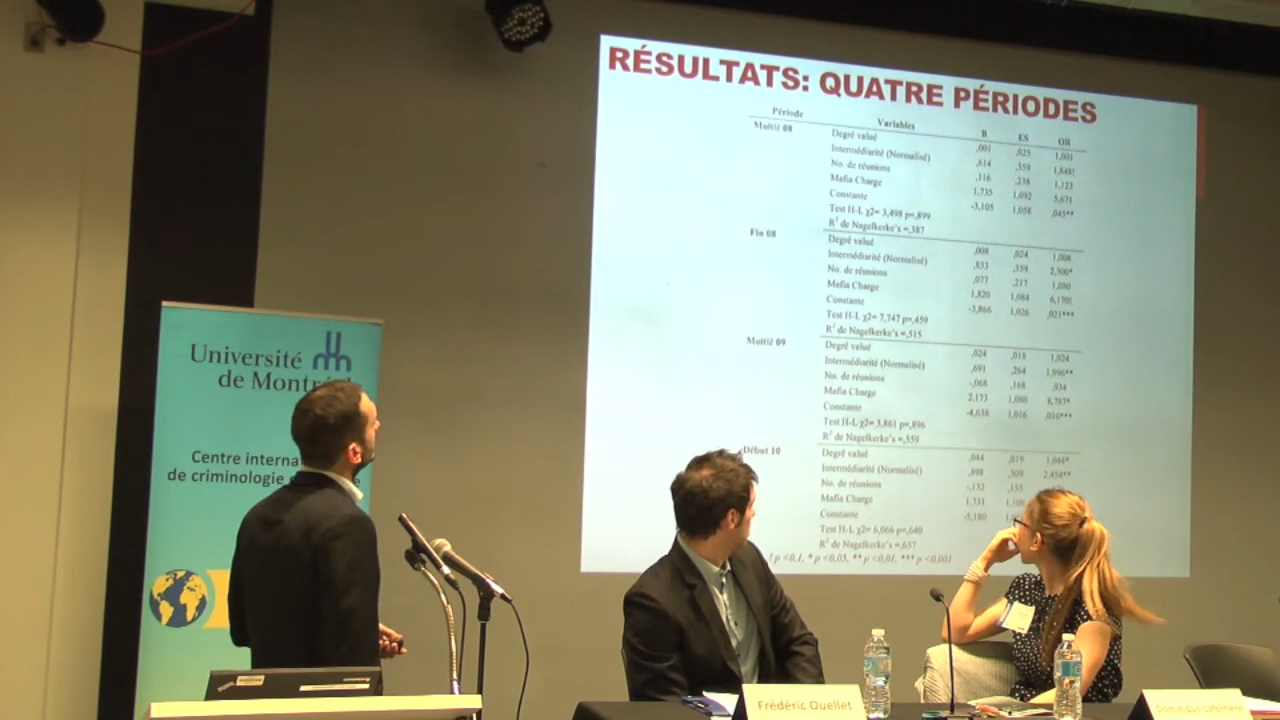 RÉSULTATS: QUATRE PÉRIODES
Période Variables B ES OR
Moitié 08 Degré valué ,001 ,025 1,001
Intermédiarité (Normalisé) ,614 ,359 1,848†
No. de réunions ,116 ,238 1,123
Mafia Charge 1,735 1,092 5,671
Constante -3,105 1,058 ,045**
Test H-L χ2= 3,498 p=,899
R² de Nagelkerke's =,387
Fin 08 Degré valué ,008 ,024 1,008
Intermédiarité (Normalisé) ,833 ,359 2,300*
No. de réunions ,077 ,217 1,080
Mafia Charge 1,820 1,084 6,170†
Constante -3,866 1,026 ,021***
Test H-L χ2= 7,747 p=,459
R² de Nagelkerke's =,515
Moitié 09 Degré valué ,024 ,018 1,024
Intermédiarité (Normalisé) ,691 ,264 1,996**
No. de réunions -,068 ,168 ,934
Mafia Charge 2,173 1,080 8,787*
Constante -4,638 1,016 ,010***
Test H-L χ2= 3,861 p=,896
R² de Nagelkerke's =,559
Début 10 Degré valué ,044 ,019 1,044*
Intermédiarité (Normalisé) ,898 ,309 2,454**
No. de réunions -,132 ,155
Mafia Charge 1,731
Constante -5,180
Test H-L χ2= 6,066 p=,640
R² de Nagelkerke's =,657
† p <0,1, * p <0,05, ** p <0,01, *** p <0,001
Université
de Montr
Centre interna
de criminologie
Frédéric Ouellet